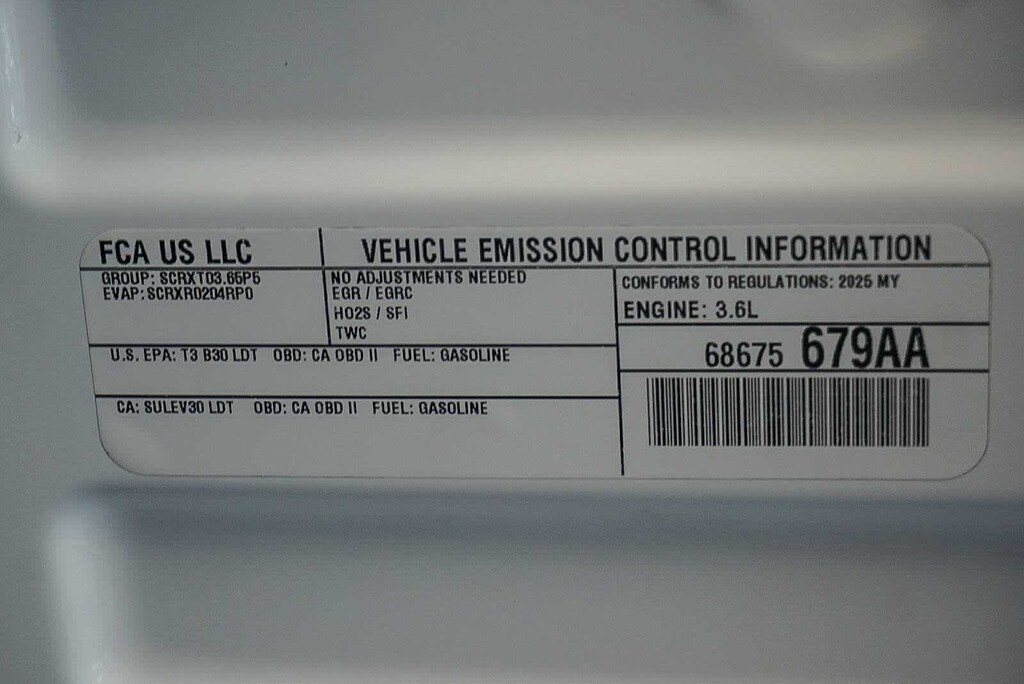 FCA US LLC
VEHICLE EMISSION CONTROL INFORMATION
GROUP: SCRXT03.65P5
EVAP: SCRXR0204RP0
NO ADJUSTMENTS NEEDED
EGR / EGRC
HO2S / SFI
TWC
CONFORMS TO REGULATIONS: 2025 MY
ENGINE: 3.6L
68675 679AA
U.S. EPA: T3 B30 LDT OBD: CA OBD II FUEL: GASOLINE
CA: SULEV30 LDT OBD: CA OBD II FUEL: GASOLINE